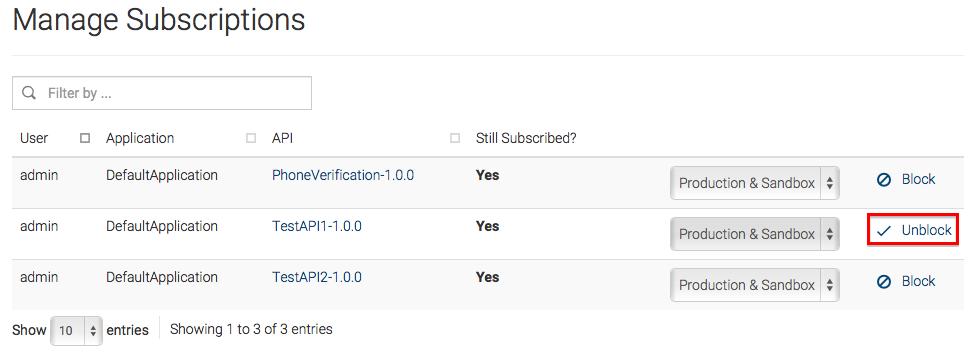 Manage Subscriptions
Filter by ...
User Application API Still Subscribed?
admin DefaultApplication PhoneVerification-1.0.0 Yes Production & Sandbox Block
admin DefaultApplication TestAPI1-1.0.0 Yes Production & Sandbox Unblock
admin DefaultApplication TestAPI2-1.0.0 Yes Production & Sandbox Block
Show 10 entries Showing 1 to 3 of 3 entries